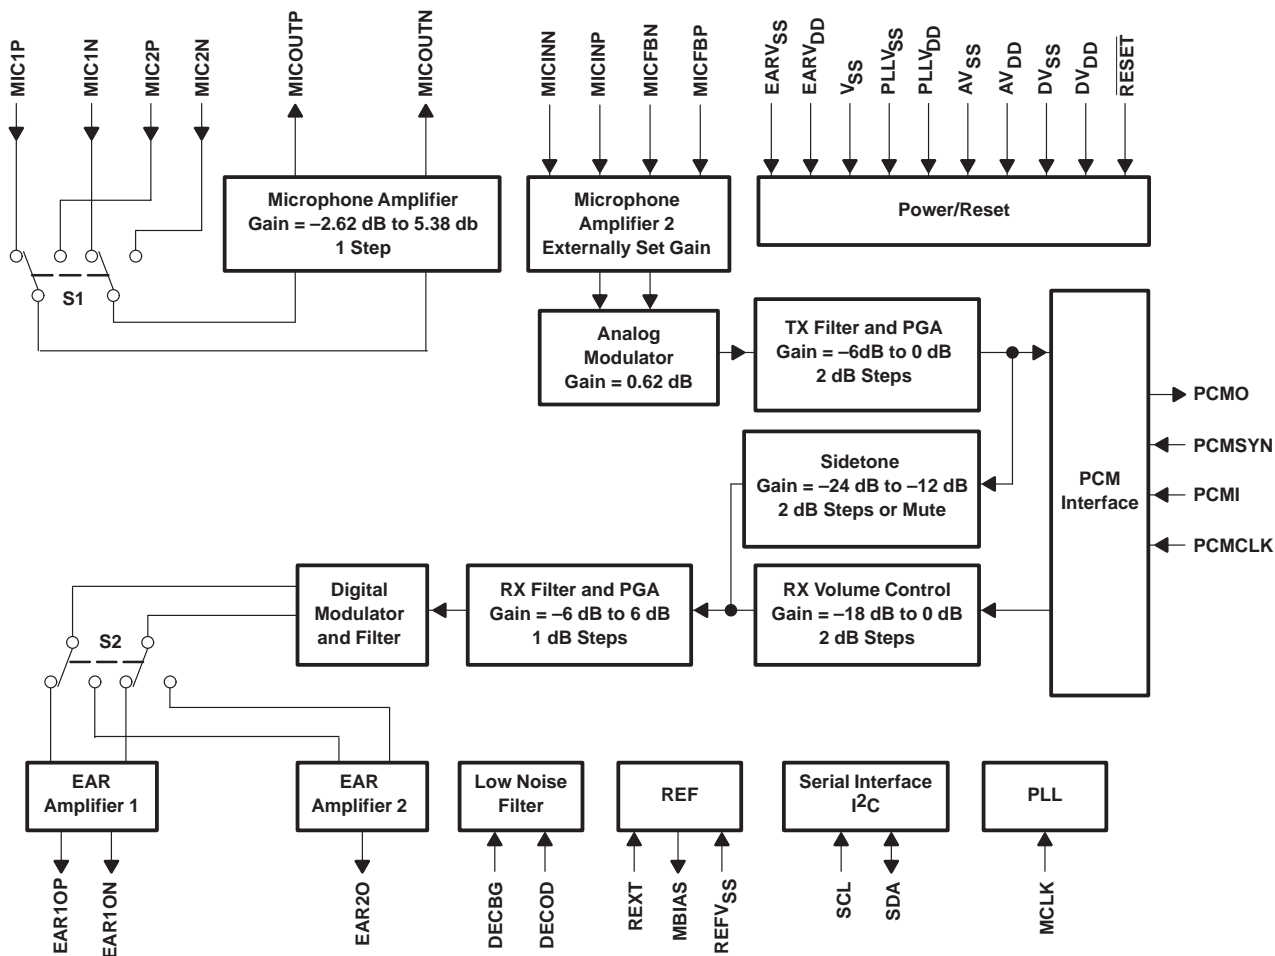 MIC1P
MIC1N
MIC2P
MIC2N
MICOUTP
MICOUTN
MICINN
MICINP
MICFBN
MICFBP
EARVSS
EARVDD
VSS
PLLVSS
PLLVDD
AVSS
AVDD
DVSS
DVDD
RESET
Microphone Amplifier
Gain = –2.62 dB to 5.38 db
1 Step
Microphone
Amplifier 2
Externally Set Gain
Power/Reset
S1
Analog
Modulator
Gain = 0.62 dB
TX Filter and PGA
Gain = –6dB to 0 dB
2 dB Steps
PCM
Interface
PCMO
PCMSYN
PCMI
PCMCLK
Sidetone
Gain = –24 dB to –12 dB
2 dB Steps or Mute
Digital
Modulator
and Filter
RX Filter and PGA
Gain = –6 dB to 6 dB
1 dB Steps
RX Volume Control
Gain = –18 dB to 0 dB
2 dB Steps
S2
EAR
Amplifier 1
EAR
Amplifier 2
Low Noise
Filter
REF
Serial Interface
I2C
PLL
EAR1OP
EAR1ON
EAR2O
DECBG
DECOD
REXT
MBIAS
REFVSS
SCL
SDA
MCLK